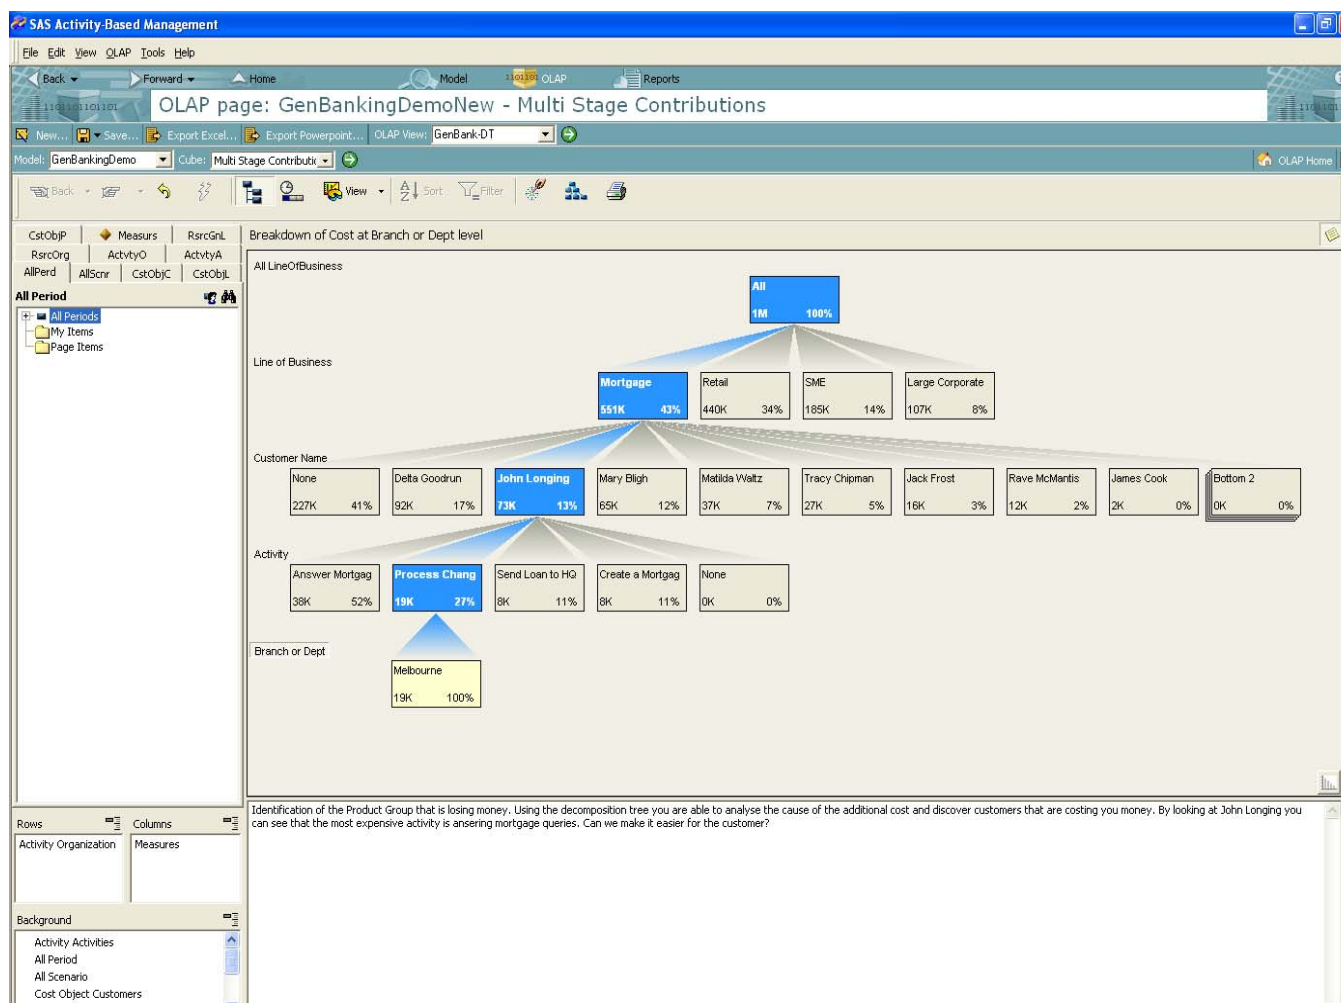 SAS Activity-Based Management
File Edit View OLAP Tools Help
Back Forward Home Model 1101101 OLAP Reports
1101101101101 OLAP page: GenBankingDemoNew - Multi Stage Contributions
New... Save... Export Excel... Export Powerpoint... OLAP View: GenBank-DT
Model: GenBankingDemo Cube: Multi Stage Contributic OLAP Home
Back View Sort Filter
CstObjP Measurs RsrcGnL
RsrcOrg ActvtyO ActvtyA
AllPerd AllScnr CstObjC CstObjL
All Period
All Periods
My Items
Page Items
Breakdown of Cost at Branch or Dept level
All LineOfBusiness
All
1M 100%
Line of Business
Mortgage Retail SME Large Corporate
551K 43% 440K 34% 185K 14% 107K 8%
Customer Name
None Delta Goodrun John Longing Mary Bligh Matilda Waltz Tracy Chipman Jack Frost Rave McMantis James Cook Bottom 2
227K 41% 92K 17% 73K 13% 65K 12% 37K 7% 27K 5% 16K 3% 12K 2% 2K 0% 0K 0%
Activity
Answer Mortgag Process Chang Send Loan to HQ Create a Mortgag None
38K 52% 19K 27% 8K 11% 8K 11% 0K 0%
Branch or Dept
Melbourne
19K 100%
Rows Columns
Activity Organization Measures
Background
Activity Activities
All Period
All Scenario
Cost Object Customers
Identification of the Product Group that is losing money. Using the decomposition tree you are able to analyse the cause of the additional cost and discover customers that are costing you money. By looking at John Longing you
can see that the most expensive activity is ansering mortgage queries. Can we make it easier for the customer?